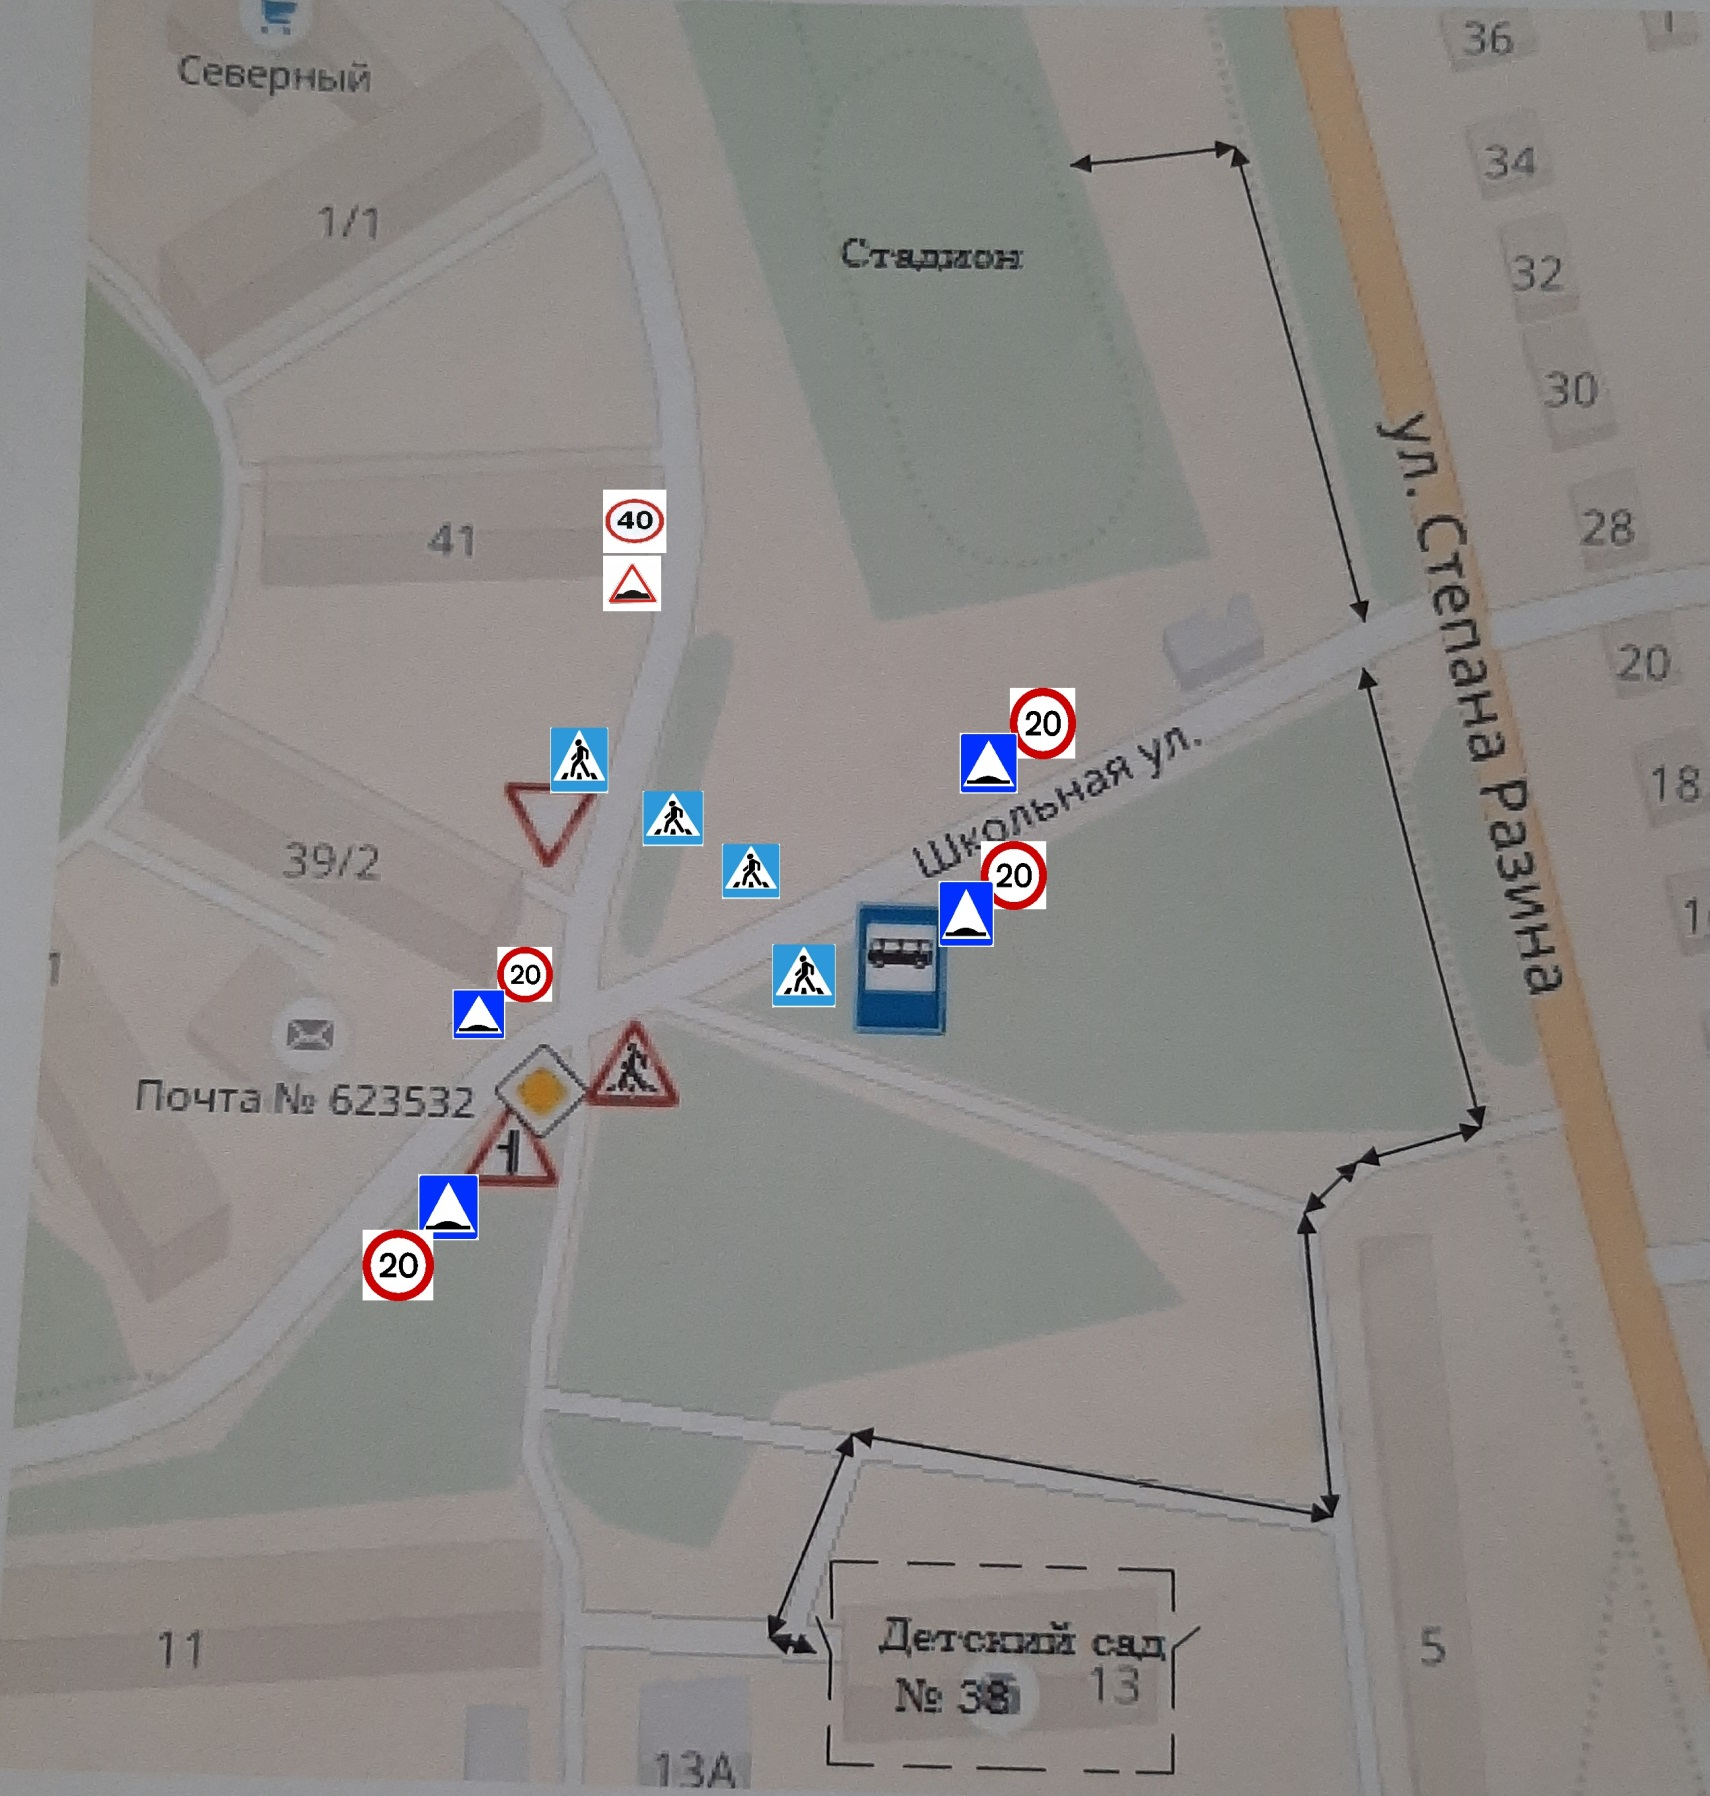 Северный
36
34
1/1
Стадион
32
30
ул. Степана Разина
41
40
28
20
20
Школьная ул.
18
39/2
20
20
Почта № 623532
20
11
Детский сад
№ 38
13
5
13А